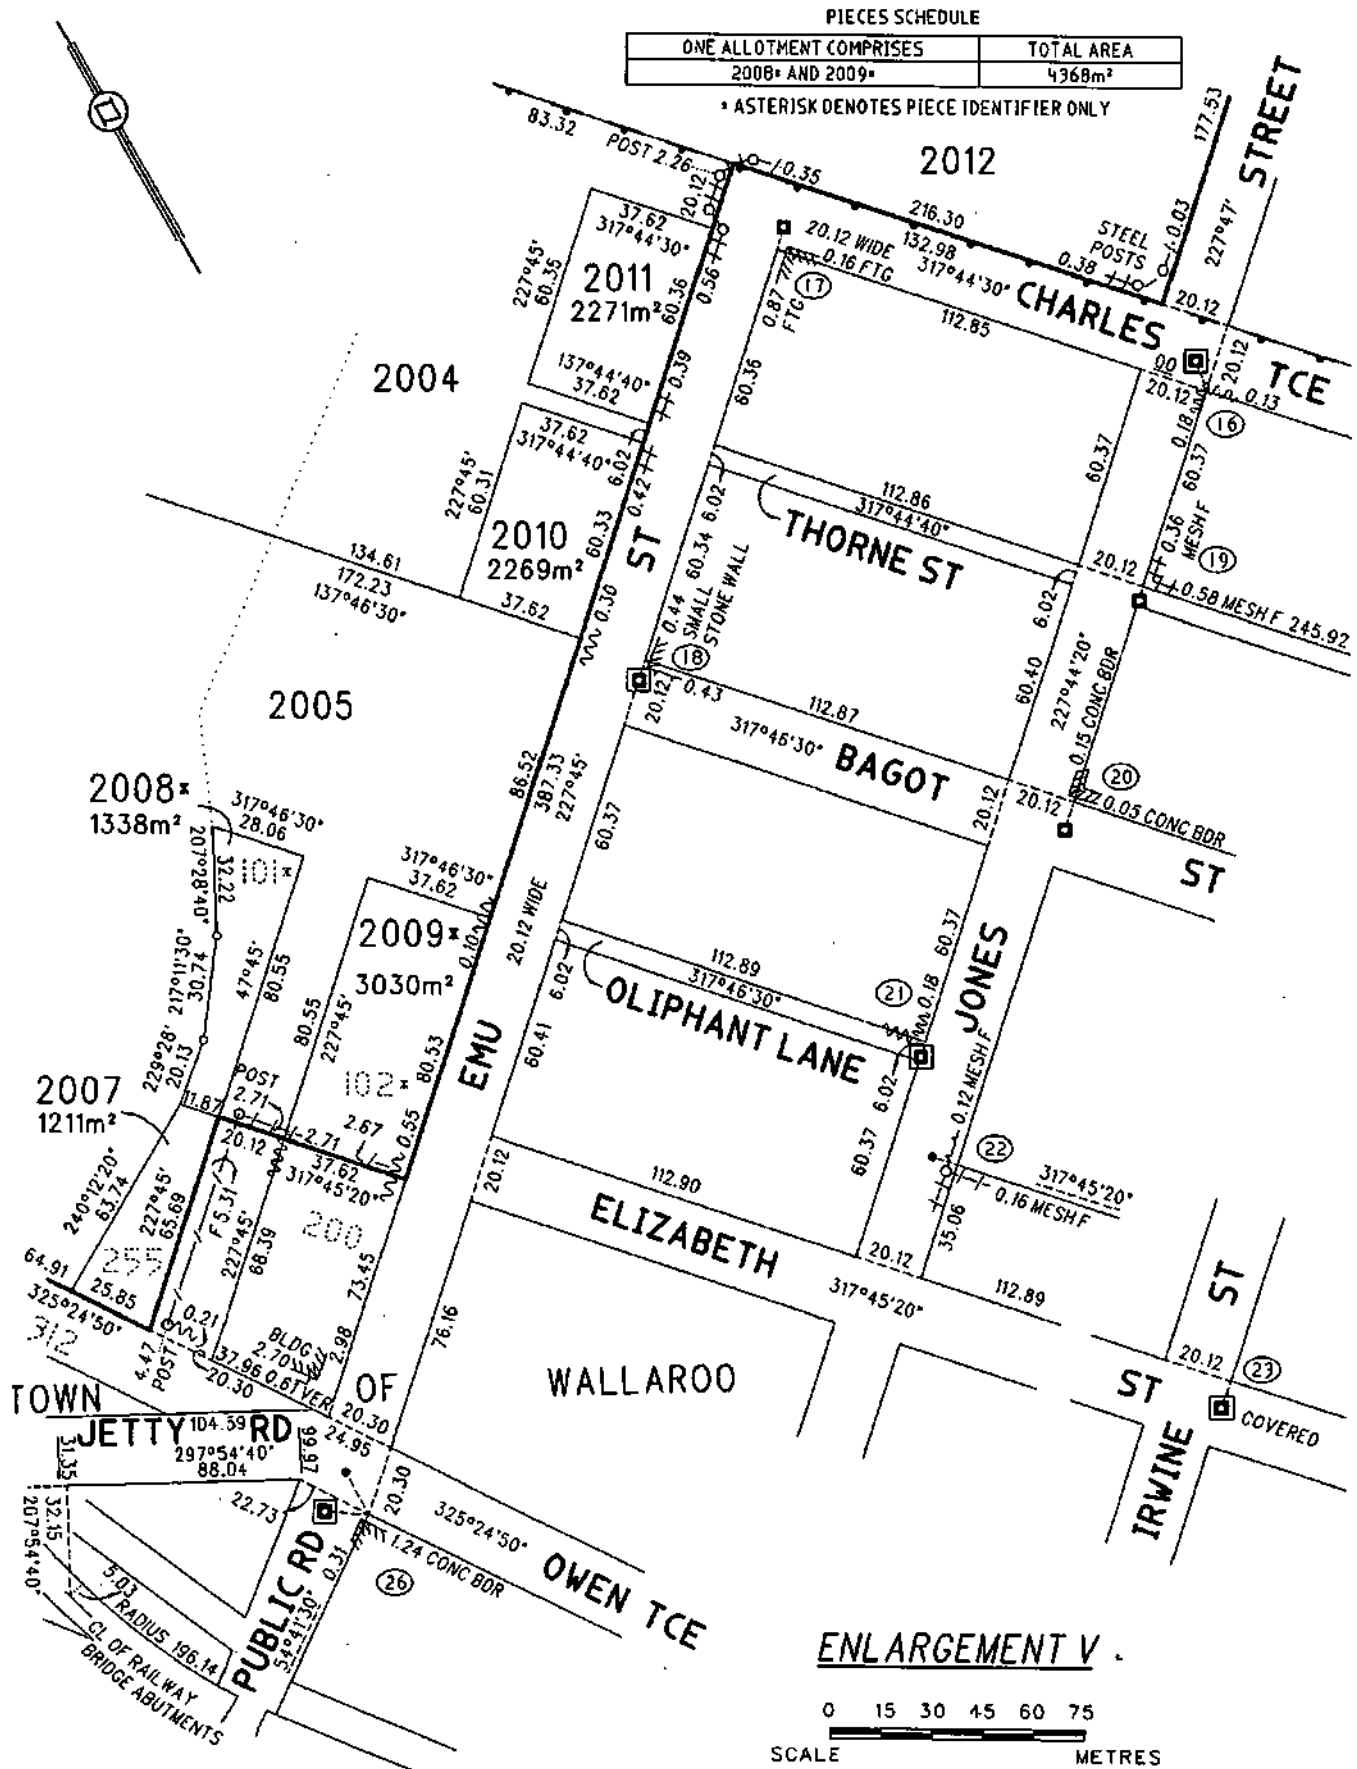 PIECES SCHEDULE
ONE ALLOTMENT COMPRISES TOTAL AREA
2008* AND 2009* 4368m²
* ASTERISK DENOTES PIECE IDENTIFIER ONLY
83.32
POST 2.26
20.12
0.35
2012
177.53
STREET
227°47'
216.30
132.98
317°44'30"
20.12 WIDE
0.16 FTG
STEEL
POSTS
0.38
0.03
20.12
CHARLES
TCE
37.62
317°44'30"
2011
2271m²
227°45'
60.35
60.36
0.56
0.87
FTG
17
112.85
00
20.12
20.12
0.13
16
0.18
60.37
137°44'40"
37.62
0.39
60.36
60.37
2004
37.62
317°44'40"
6.02
0.42
227°45'
60.31
2010
2269m²
60.33
ST
6.02
112.86
317°44'40"
THORNE ST
20.12
0.36
MESH F
19
0.58 MESH F 245.92
134.61
172.23
137°46'30"
37.62
0.30
60.34
0.44
SMALL
STONE WALL
18
0.43
20.12
6.02
60.40
227°44'20"
0.15 CONC BDR
2005
112.87
317°46'30"
BAGOT
20.12
20.12
20
0.05 CONC BDR
ST
86.52
387.33
227°45'
60.37
2008*
1338m²
317°46'30"
28.06
207°28'40"
32.22
101*
317°46'30"
37.62
2009*
3030m²
0.10
20.12 WIDE
217°11'30"
30.74
47°45'
80.55
80.55
227°45'
6.02
112.89
317°46'30"
OLIPHANT LANE
60.37
21
0.18
JONES
229°28'
20.13
102*
80.53
EMU
60.41
6.02
0.12 MESH F
2007
1211m²
POST
2.71
11.87
20.12
2.71
2.67
0.55
37.62
317°45'20"
60.37
22
317°45'20"
0.16 MESH F
35.06
240°12'20"
63.74
227°45'
65.69
F 5.31
227°45'
68.39
200
73.45
20.12
112.90
ELIZABETH
20.12
317°45'20"
112.89
ST
20.12
23
COVERED
ST
IRWINE
64.91
255
25.85
325°24'50"
312
0.21
4.47
POST
BLDG
2.70
2.98
37.96
0.61 VER
20.30
76.16
TOWN
OF
WALLAROO
JETTY RD
104.59
297°54'40"
88.04
31.35
99.97
20.30
24.95
20.30
22.73
32.15
207°54'40"
5.03
RADIUS 196.14
CL OF RAILWAY
BRIDGE ABUTMENTS
PUBLIC RD
54°41'30"
0.31
1.24 CONC BDR
26
325°24'50"
OWEN TCE
ENLARGEMENT V
0 15 30 45 60 75
SCALE METRES